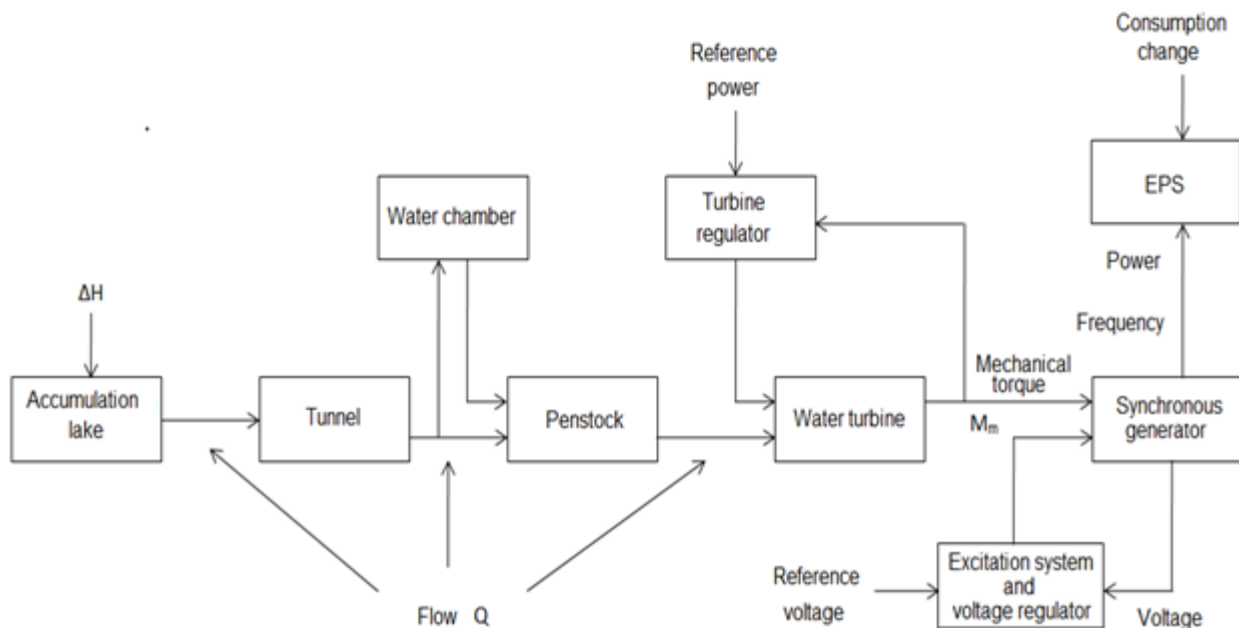 Consumption
change
Reference
power
EPS
Water chamber
Turbine
regulator
Power
ΔH
Frequency
Mechanical
torque
Accumulation
lake
Tunnel
Penstock
Water turbine
Synchronous
generator
Mm
Excitation system
and
voltage regulator
Reference
voltage
Flow Q
Voltage